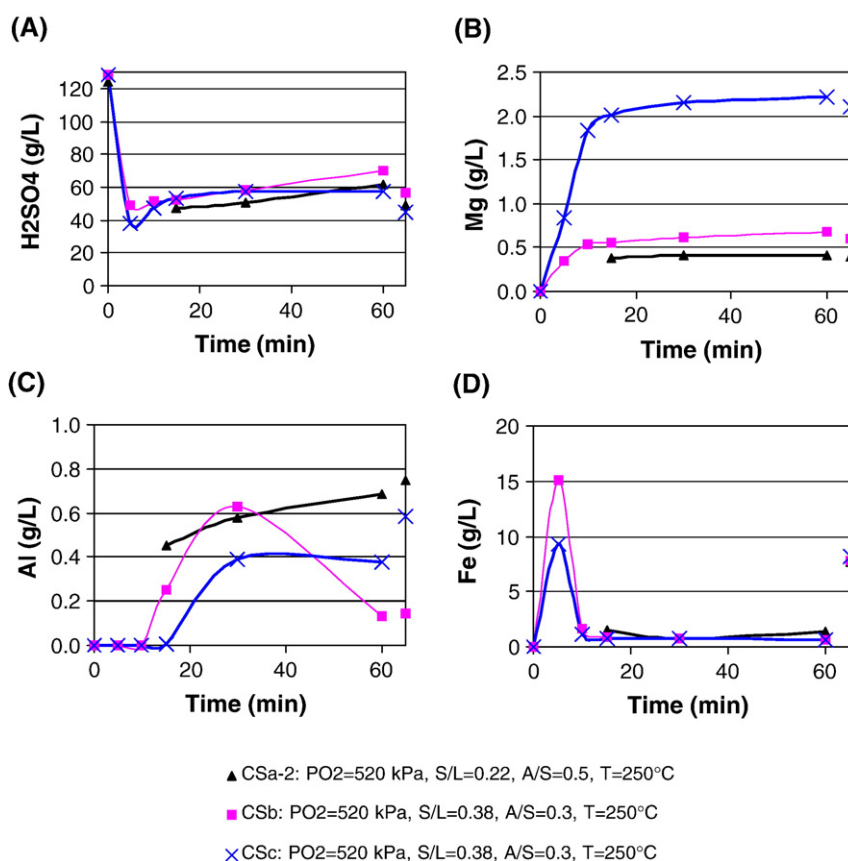 (A)
H2SO4 (g/L)
120
100
80
60
40
20
0
0 20 40 60
Time (min)
(B)
Mg (g/L)
2.5
2.0
1.5
1.0
0.5
0.0
0 20 40 60
Time (min)
(C)
Al (g/L)
1.0
0.8
0.6
0.4
0.2
0.0
0 20 40 60
Time (min)
(D)
Fe (g/L)
20
15
10
5
0
0 20 40 60
Time (min)
CSa-2: PO2=520 kPa, S/L=0.22, A/S=0.5, T=250°C
CSb: PO2=520 kPa, S/L=0.38, A/S=0.3, T=250°C
CSc: PO2=520 kPa, S/L=0.38, A/S=0.3, T=250°C